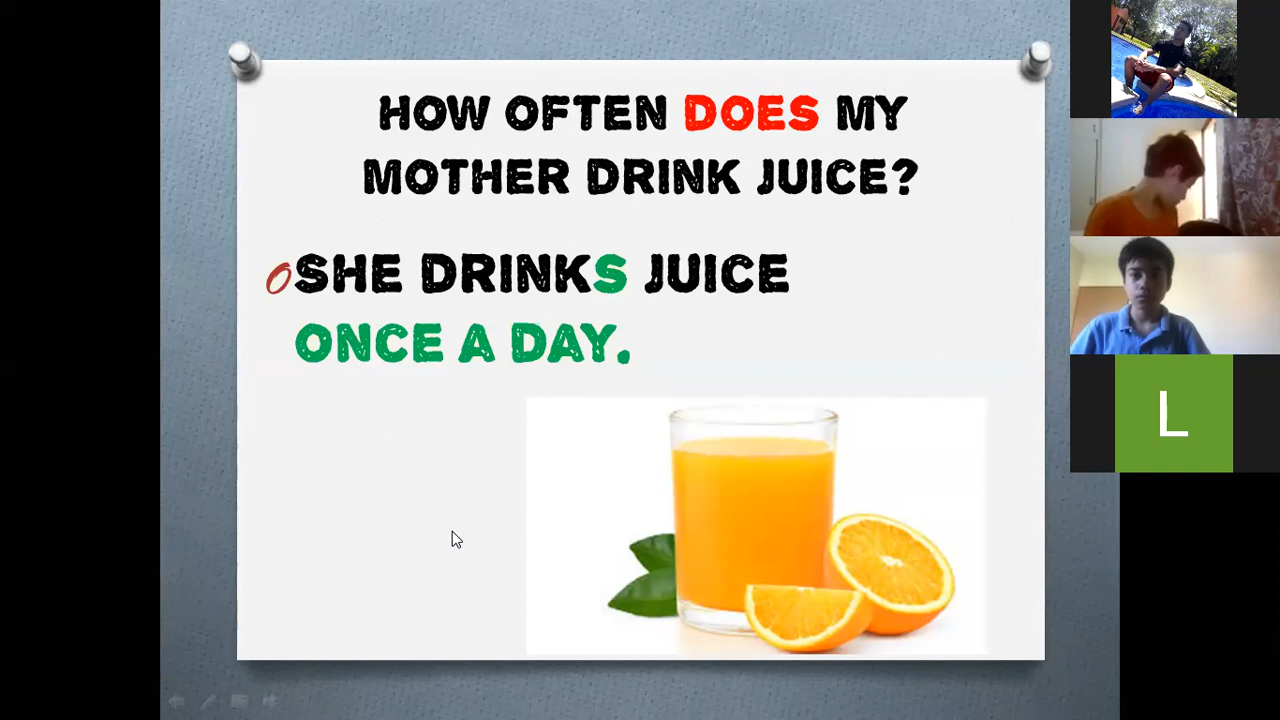 HOW OFTEN DOES MY
MOTHER DRINK JUICE?
SHE DRINKS JUICE
ONCE A DAY.
L